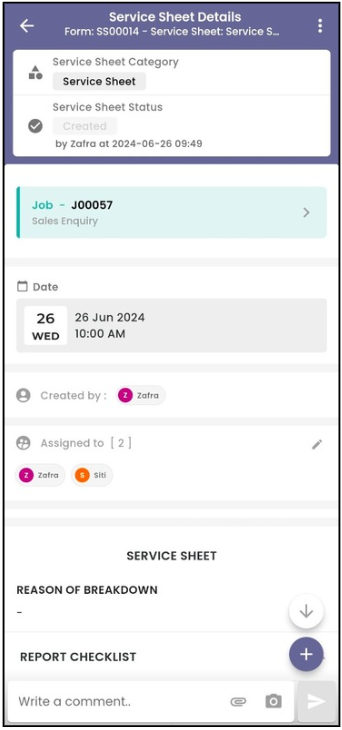 Service Sheet Details
Form: SS00014 - Service Sheet: Service S...
Service Sheet Category
Service Sheet
Service Sheet Status
Created
by Zafra at 2024-06-26 09:49
Job - J00057
Sales Enquiry
Date
26
WED
26 Jun 2024
10:00 AM
Created by :
Z Zafra
Assigned to [ 2 ]
Z Zafra
S Siti
SERVICE SHEET
REASON OF BREAKDOWN
-
REPORT CHECKLIST
Write a comment..